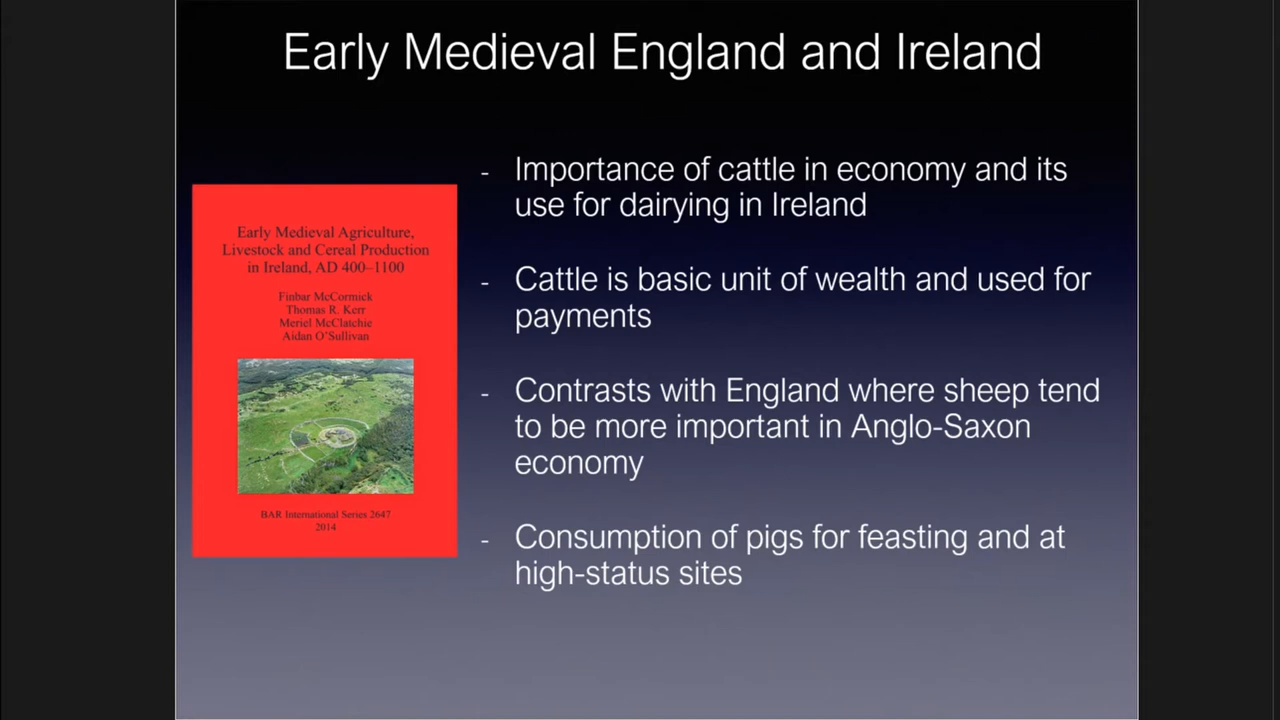 Early Medieval England and Ireland
Early Medieval Agriculture,
Livestock and Cereal Production
in Ireland, AD 400–1100
Finbar McCormick
Thomas R. Kerr
Meriel McClatchie
Aidan O'Sullivan
BAR International Series 2647
2014
- Importance of cattle in economy and its
use for dairying in Ireland
- Cattle is basic unit of wealth and used for
payments
- Contrasts with England where sheep tend
to be more important in Anglo-Saxon
economy
- Consumption of pigs for feasting and at
high-status sites